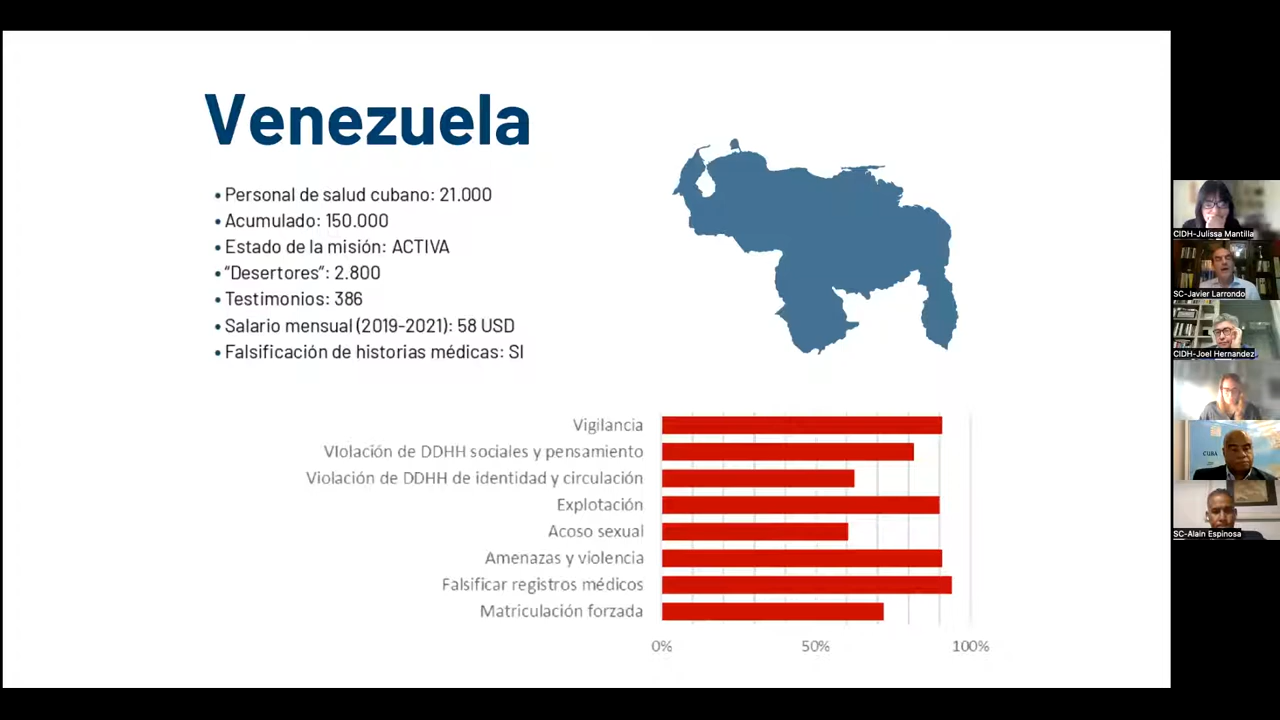 Venezuela
• Personal de salud cubano: 21.000
• Acumulado: 150.000
• Estado de la misión: ACTIVA
• “Desertores”: 2.800
• Testimonios: 386
• Salario mensual (2019-2021): 58 USD
• Falsificación de historias médicas: SI
Vigilancia
VIolación de DDHH sociales y pensamiento
Violación de DDHH de identidad y circulación
Explotación
Acoso sexual
Amenazas y violencia
Falsificar registros médicos
Matriculación forzada
0% 50% 100%
CIDH-Julissa Mantilla
SC-Javier Larrondo
CIDH-Joel Hernandez
CUBA
SC-Alain Espinosa